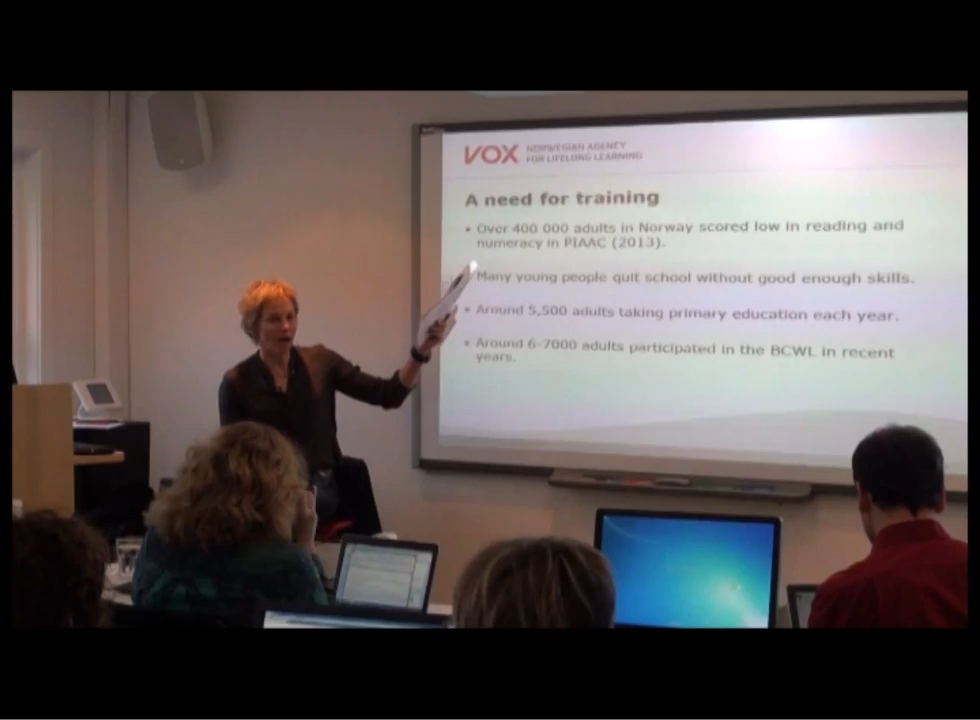 VOX NORWEGIAN AGENCY
FOR LIFELONG LEARNING
A need for training
• Over 400 000 adults in Norway scored low in reading and
numeracy in PIAAC (2013).
Many young people quit school without good enough skills.
• Around 5,500 adults taking primary education each year.
• Around 6-7000 adults participated in the BCWL in recent
years.